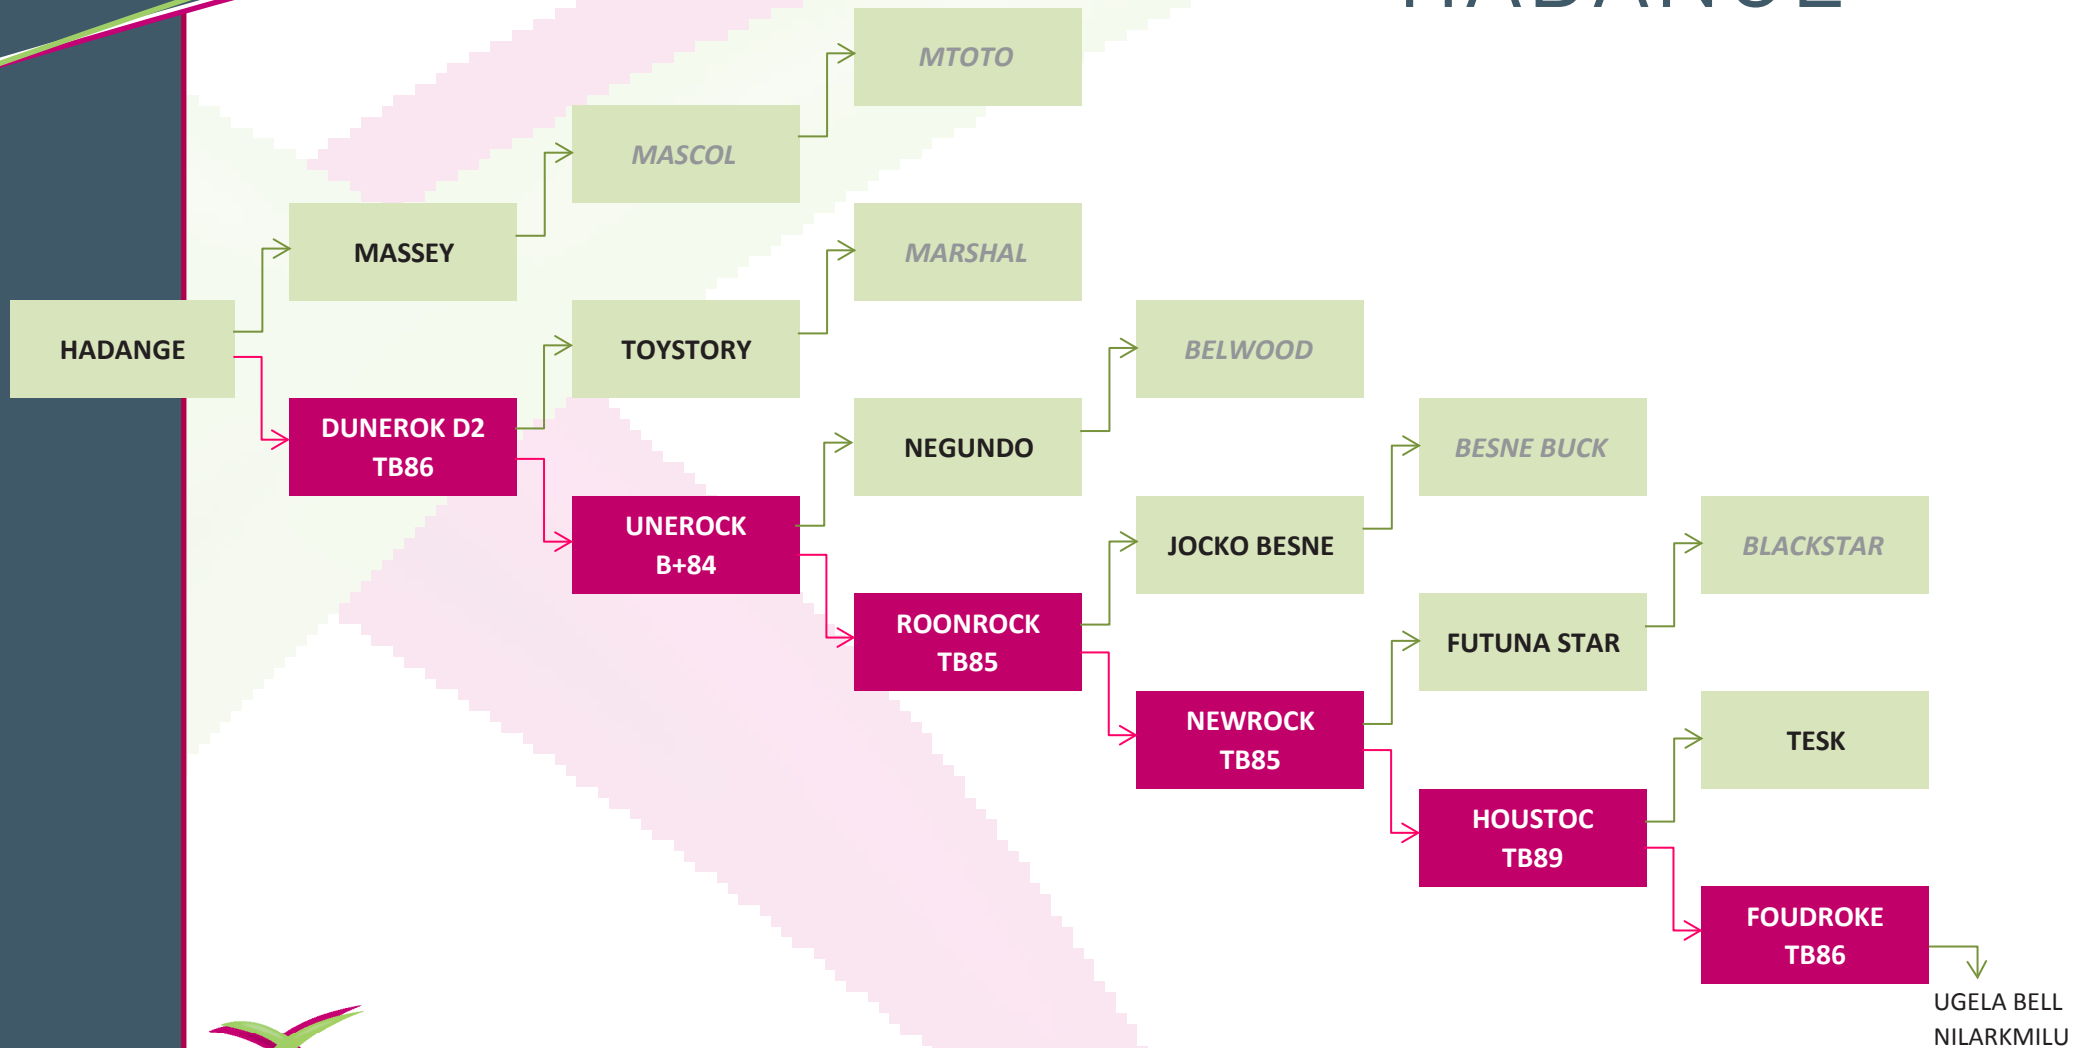 HADANGE
MTOTO
MASCOL
MASSEY
MARSHAL
HADANGE
TOYSTORY
BELWOOD
DUNEROK D2
TB86
NEGUNDO
BESNE BUCK
UNEROCK
B+84
JOCKO BESNE
BLACKSTAR
ROONROCK
TB85
FUTUNA STAR
NEWROCK
TB85
TESK
HOUSTOC
TB89
FOUDROKE
TB86
UGELA BELL
NILARKMILU